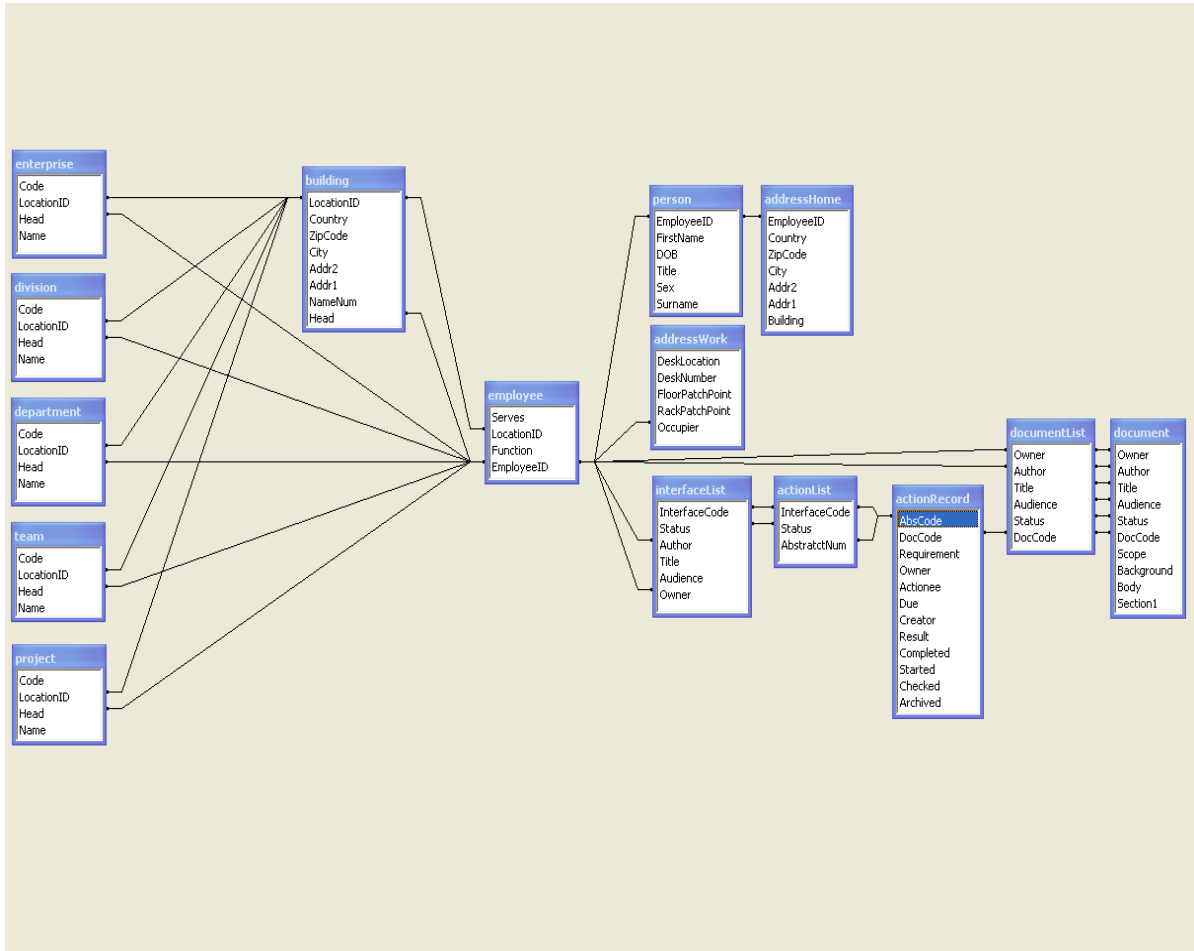 enterprise
Code
LocationID
Head
Name
division
Code
LocationID
Head
Name
department
Code
LocationID
Head
Name
team
Code
LocationID
Head
Name
project
Code
LocationID
Head
Name
building
LocationID
Country
ZipCode
City
Addr2
Addr1
NameNum
Head
employee
Serves
LocationID
Function
EmployeeID
person
EmployeeID
FirstName
DOB
Title
Sex
Surname
addressHome
EmployeeID
Country
ZipCode
City
Addr2
Addr1
Building
addressWork
DeskLocation
DeskNumber
FloorPatchPoint
RackPatchPoint
Occupier
interfaceList
InterfaceCode
Status
Author
Title
Audience
Owner
actionList
InterfaceCode
Status
AbstratctNum
actionRecord
AbsCode
DocCode
Requirement
Owner
Actionee
Due
Creator
Result
Completed
Started
Checked
Archived
documentList
Owner
Author
Title
Audience
Status
DocCode
document
Owner
Author
Title
Audience
Status
DocCode
Scope
Background
Body
Section1